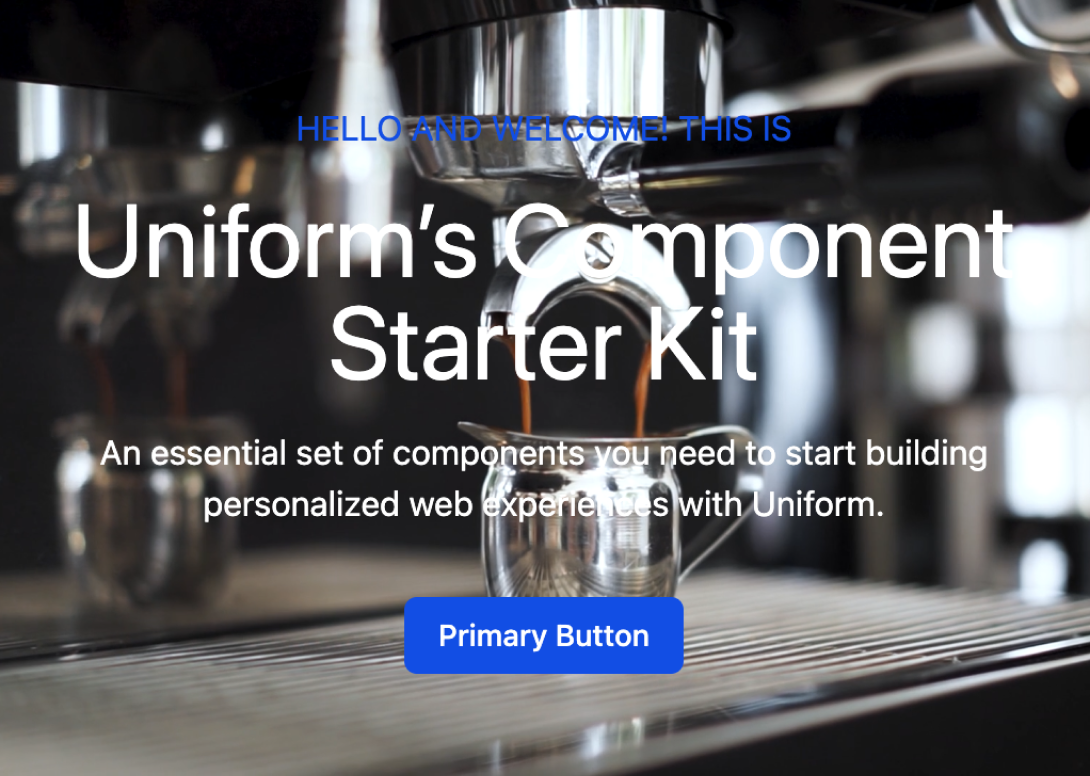 HELLO AND WELCOME! THIS IS
Uniform’s Component
Starter Kit
An essential set of components you need to start building
personalized web experiences with Uniform.
Primary Button